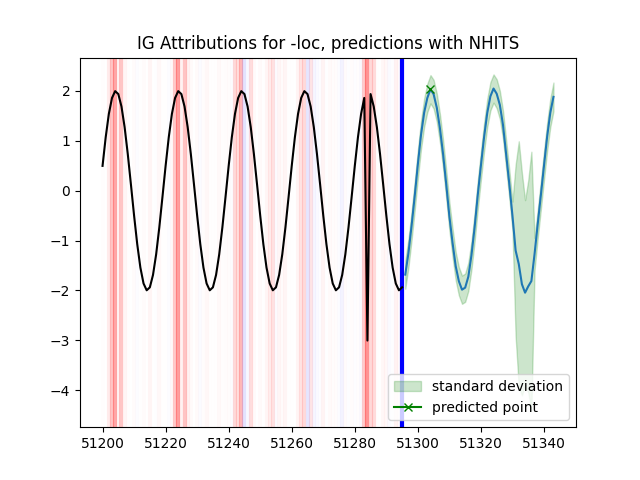 IG Attributions for -loc, predictions with NHITS
2
1
0
−1
−2
−3
−4
standard deviation
predicted point
51200 51220 51240 51260 51280 51300 51320 51340